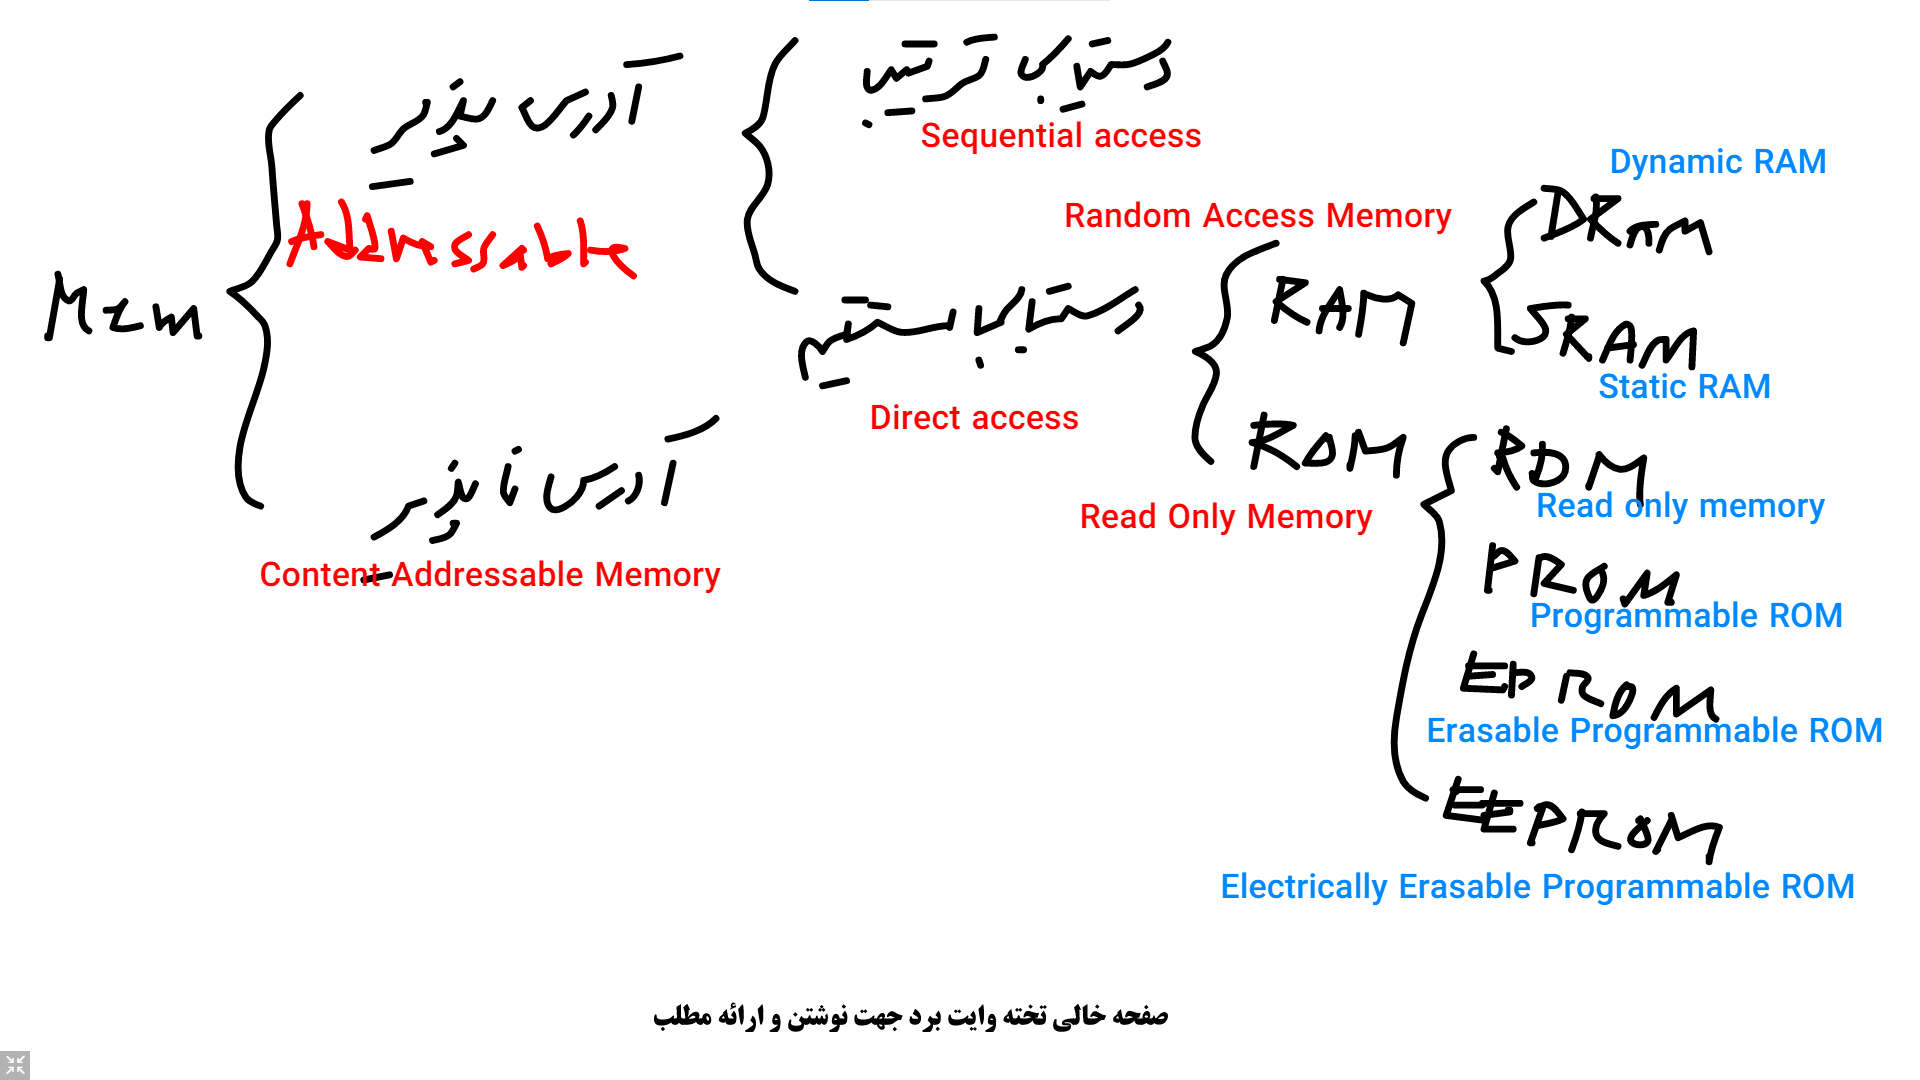 Mem
آدرس پذیر
Addressable
آدرس ناپذیر
Content Addressable Memory
دستیابی ترتیبی
Sequential access
دستیابی مستقیم
Direct access
Random Access Memory
RAM
ROM
Read Only Memory
Dynamic RAM
DRAM
SRAM
Static RAM
ROM
Read only memory
PROM
Programmable ROM
EPROM
Erasable Programmable ROM
EEPROM
Electrically Erasable Programmable ROM
صفحه خالی تخته وایت برد جهت نوشتن و ارائه مطلب